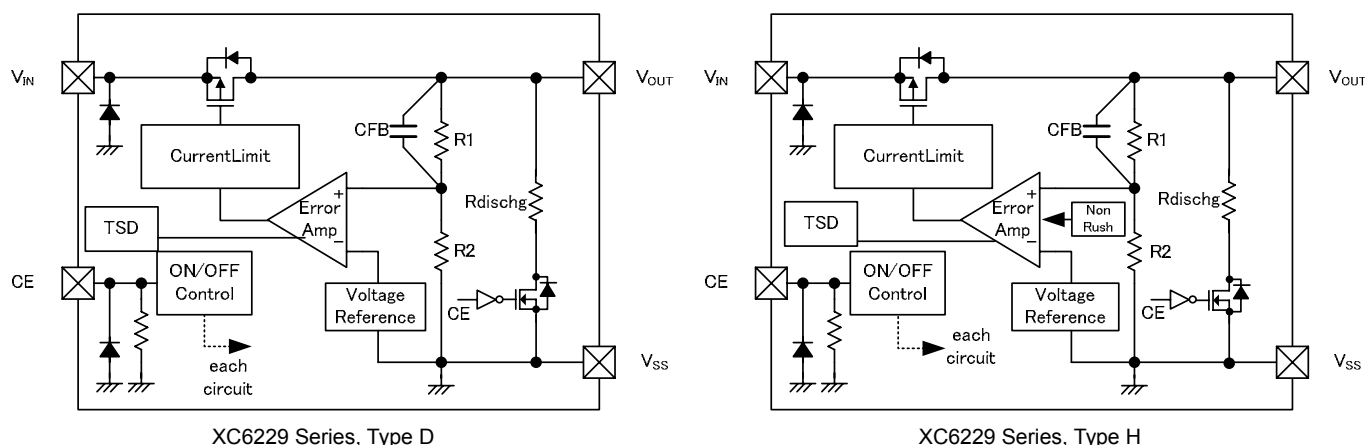 VIN
VOUT
CFB
R1
CurrentLimit
Rdischg
+
Error
Amp
−
TSD
R2
CE
ON/OFF
Control
Voltage
Reference
CE
each
circuit
VSS
XC6229 Series, Type D
VIN
VOUT
CFB
R1
CurrentLimit
Rdischg
+
Error
Amp
−
Non
Rush
TSD
R2
CE
ON/OFF
Control
Voltage
Reference
CE
each
circuit
VSS
XC6229 Series, Type H